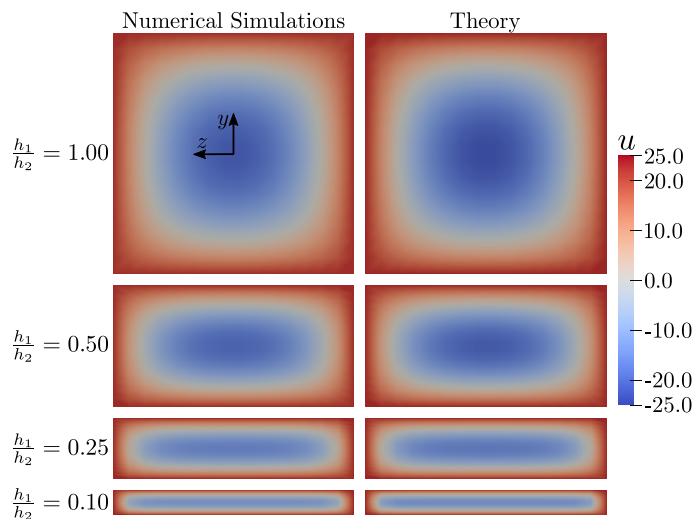 Numerical Simulations Theory
y
z
h₁/h₂ = 1.00
u
25.0
20.0
10.0
0.0
-10.0
-20.0
-25.0
h₁/h₂ = 0.50
h₁/h₂ = 0.25
h₁/h₂ = 0.10